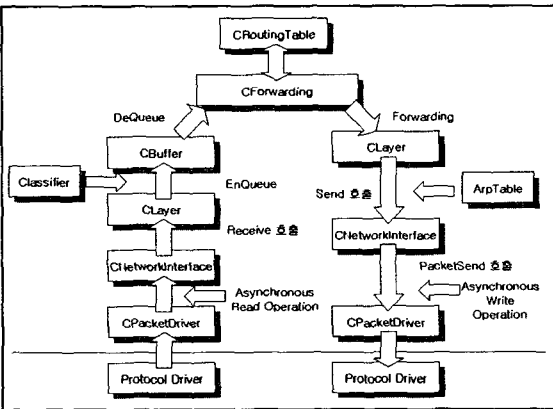 CRoutingTable
CForwarding
DeQueue
Forwarding
CBuffer
CLayer
Classifier
EnQueue
Send 호출
ArpTable
CLayer
Receive 호출
CNetworkInterface
CNetworkInterface
PacketSend 호출
Asynchronous
Read Operation
Asynchronous
Write
Operation
CPacketDriver
CPacketDriver
Protocol Driver
Protocol Driver